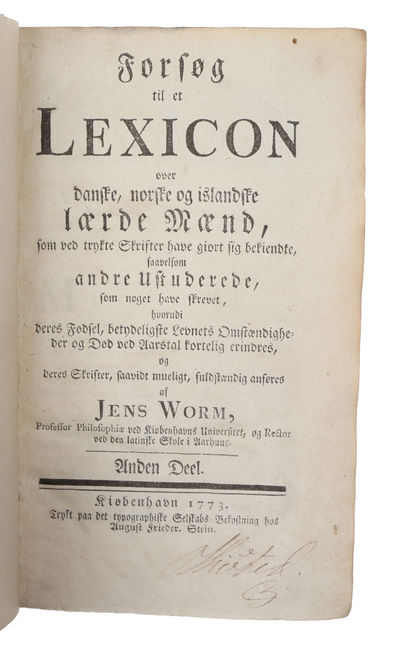 Forsøg
til et
LEXICON
over
danske, norske og islandske
lærde Mænd,
som ved trykte Skrifter have giort sig bekiendte,
saavelsom
andre Ustuderede,
som noget have skrevet,
hvorudi
deres Fødsel, betydeligste Levnets Omstændighe-
der og Død ved Aarstal kortelig erindres,
og
deres Skrifter, saavidt mueligt, fuldstændig anføres
af
JENS WORM,
Professor Philosophiæ ved Kiøbenhavns Universitet, og Rector
ved den latinske Skole i Aarhuus.
Anden Deel.
Kiøbenhavn 1773.
Trykt paa det typographiske Selskabs Bekostning hos
August Frieder. Stein.